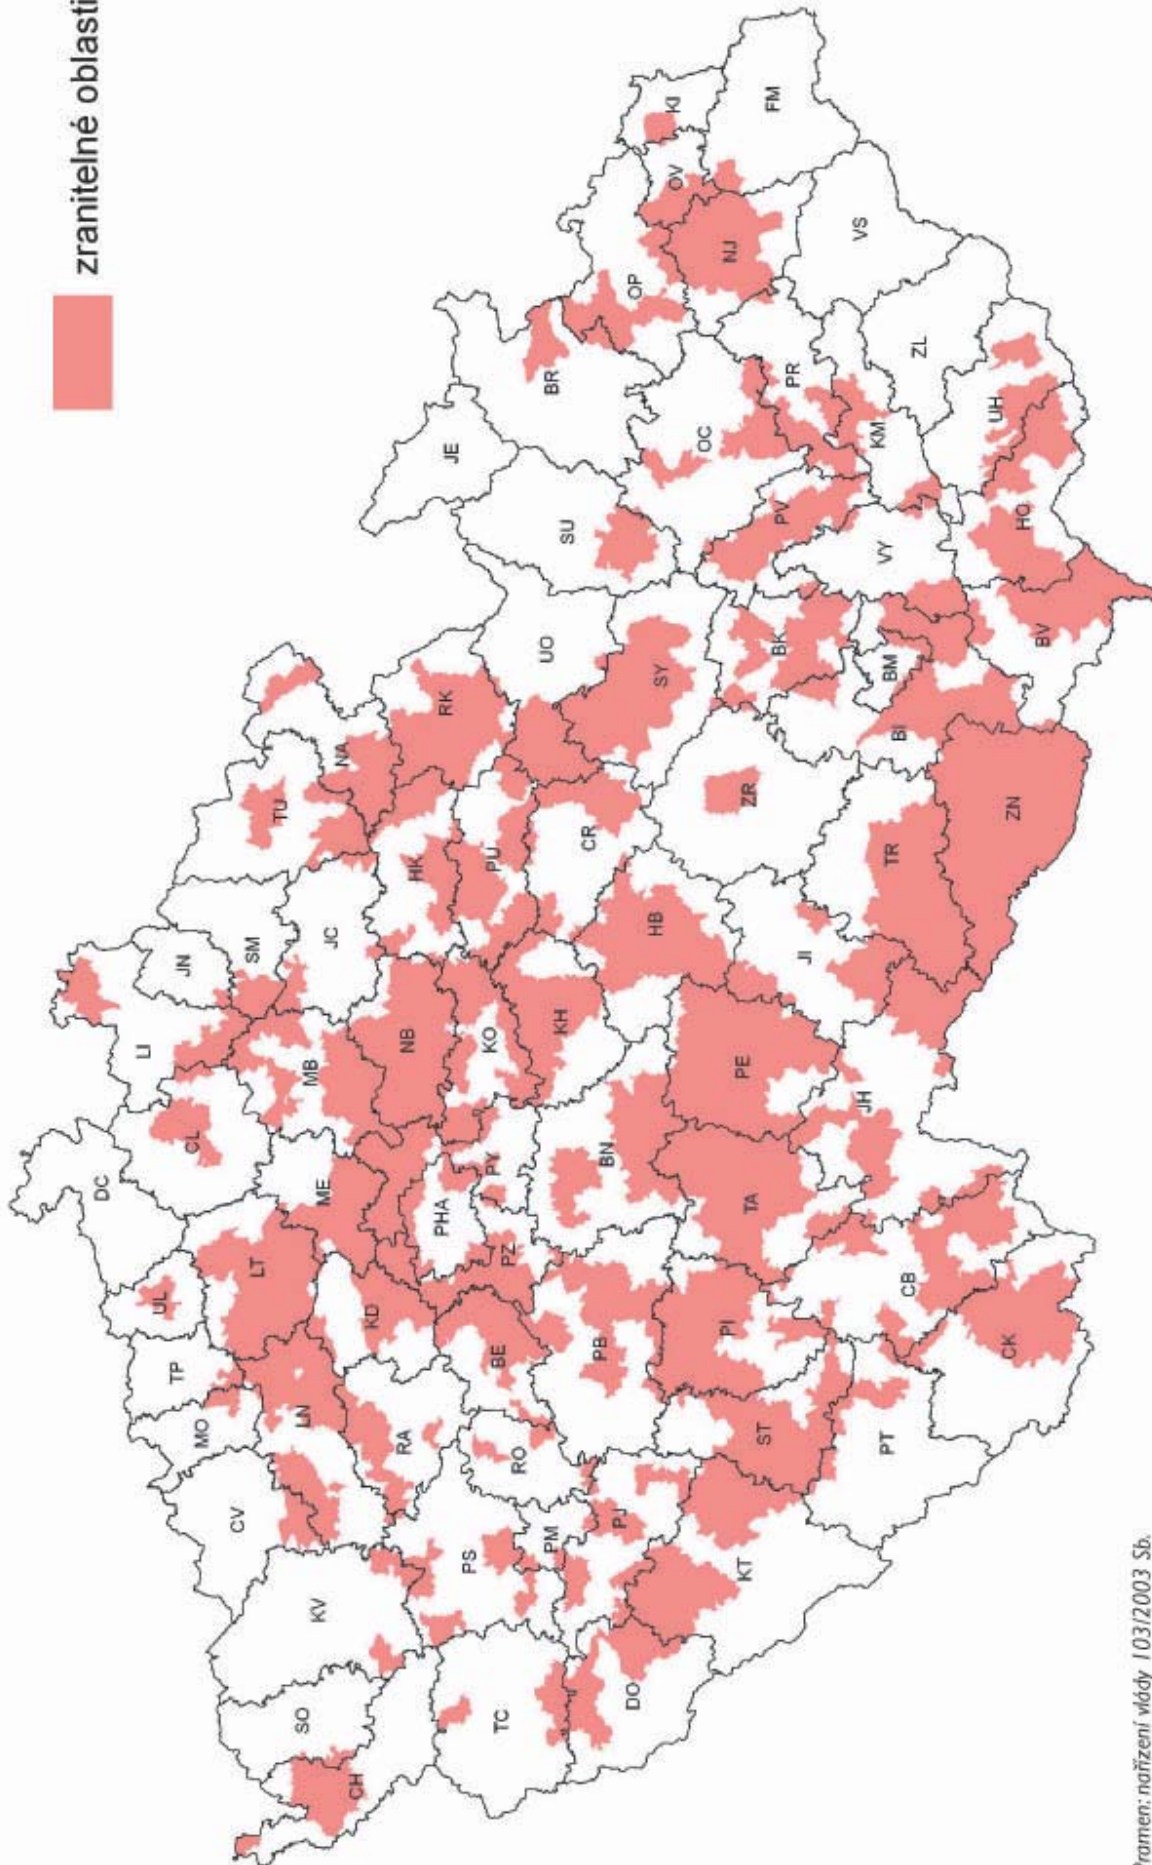 zranitelné oblasti
DC
LI
JN
UL
CL
TP
LT
SM
MO
MB
JC
TU
ME
LN
NA
CV
KD
NB
HK
RK
JE
RA
PHA
KV
PY
KO
PU
SO
BE
PZ
UO
RO
KH
CR
SU
BR
CH
PS
PM
PB
BN
HB
SY
OC
OP
OV
KI
TC
PJ
PI
TA
PE
ZR
BK
PV
PR
NJ
FM
DO
KT
ST
JI
BM
VY
KM
VS
PT
CB
JH
TR
BI
ZL
CK
ZN
BV
HO
UH
Pramen: nařízení vlády 103/2003 Sb.